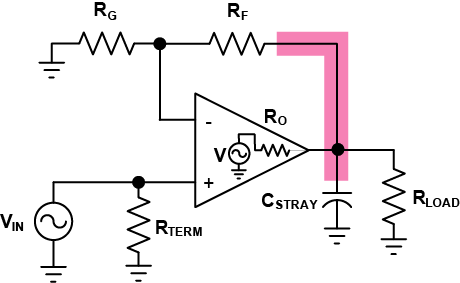 RG
RF
-
RO
V
+
CSTRAY
RLOAD
VIN
RTERM